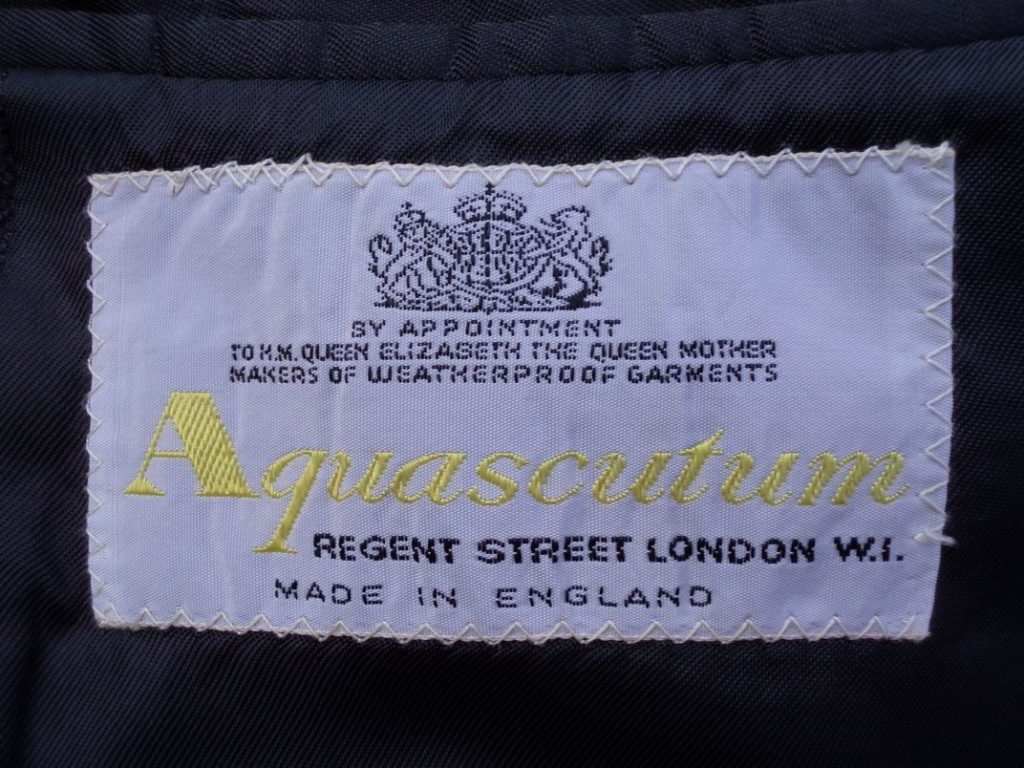 BY APPOINTMENT
TO H.M. QUEEN ELIZABETH THE QUEEN MOTHER
MAKERS OF WEATHERPROOF GARMENTS
Aquascutum
REGENT STREET LONDON W.1.
MADE IN ENGLAND